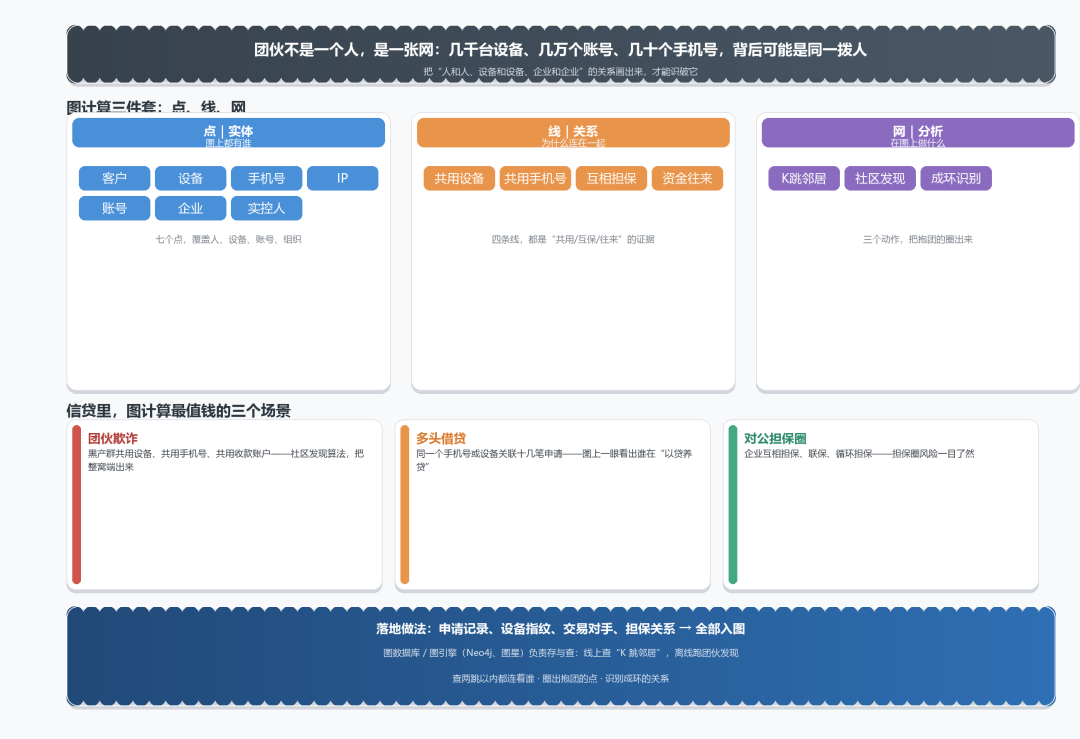 团伙不是一个人，是一张网：几千台设备、几万个账号、几十个手机号，背后可能是同一拨人
把“人和人、设备和设备、企业和企业”的关系画出来，才能识破它
图计算三件套：点、线、网
点｜实体
图上都有谁
客户 设备 手机号 IP
账号 企业 实控人
七个点，覆盖人、设备、账号、组织
线｜关系
为什么连在一起
共用设备 共用手机号 互相担保 资金往来
四条线，都是“共用/互保/往来”的证据
网｜分析
在图上做什么
K跳邻居 社区发现 成环识别
三个动作，把抱团的圈出来
信贷里，图计算最值钱的三个场景
团伙欺诈
黑产群共用设备、共用手机号、共用收款账户——社区发现算法，把
整窝端出来
多头借贷
同一个手机号或设备关联十几笔申请——图上一眼看出谁在“以贷养
贷”
对公担保圈
企业互相担保、联保、循环担保——担保圈风险一目了然
落地做法：申请记录、设备指纹、交易对手、担保关系 → 全部入图
图数据库 / 图引擎（Neo4j、图星）负责存与查：线上查“K 跳邻居”，离线跑团伙发现
查两跳以内都连着谁 · 圈出抱团的点 · 识别成环的关系